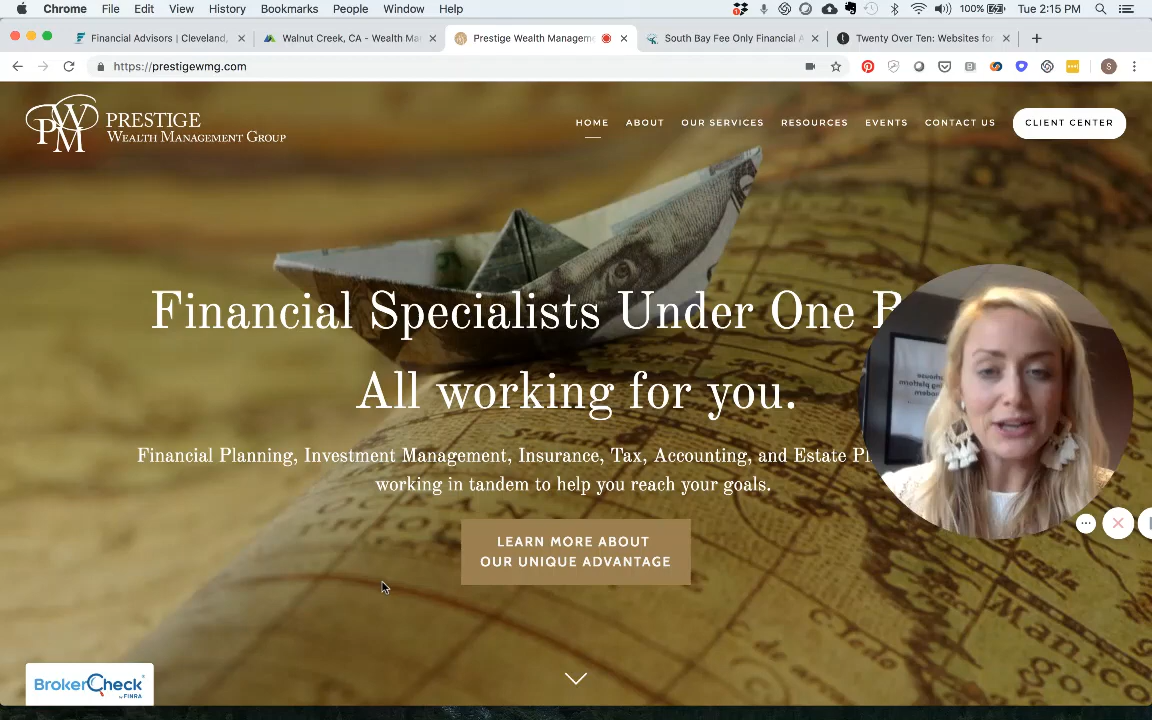 Chrome File Edit View History Bookmarks People Window Help 100% Tue 2:15 PM
Financial Advisors | Cleveland, Walnut Creek, CA - Wealth Ma Prestige Wealth Managem South Bay Fee Only Financial A Twenty Over Ten: Websites for
https://prestigewmg.com
PWM PRESTIGE
WEALTH MANAGEMENT GROUP
HOME ABOUT OUR SERVICES RESOURCES EVENTS CONTACT US CLIENT CENTER
Financial Specialists Under One
All working for you.
Financial Planning, Investment Management, Insurance, Tax, Accounting, and Estate
working in tandem to help you reach your goals.
LEARN MORE ABOUT
OUR UNIQUE ADVANTAGE
BrokerCheck
by FINRA